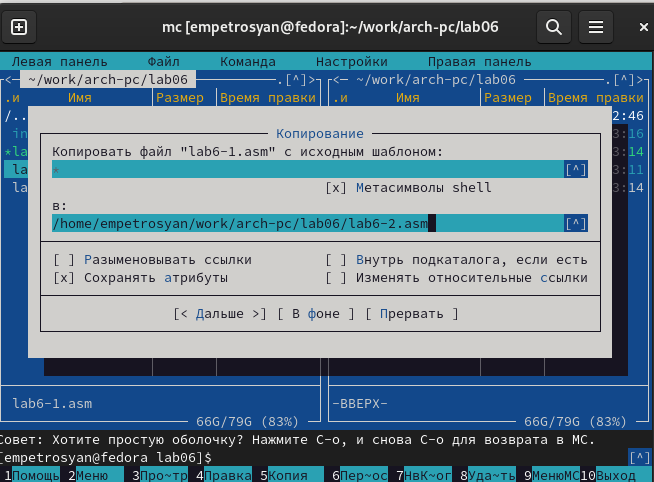 mc [empetrosyan@fedora]:~/work/arch-pc/lab06
Левая панель Файл Команда Настройки Правая панель
<— ~/work/arch-pc/lab06 —.[^]> <— ~/work/arch-pc/lab06 —.[^]>
.и Имя Размер Время правки .и Имя Размер Время правки
/.. 2:46
in 3:16
*la 3:14
la 3:11
la 3:14
Копирование
Копировать файл "lab6-1.asm" с исходным шаблоном:
* [^]
[x] Метасимволы shell
в:
/home/empetrosyan/work/arch-pc/lab06/lab6-2.asm [^]
[ ] Разыменовывать ссылки [ ] Внутрь подкаталога, если есть
[x] Сохранять атрибуты [ ] Изменять относительные ссылки
[< Дальше >] [ В фоне ] [ Прервать ]
lab6-1.asm -ВВЕРХ-
66G/79G (83%) 66G/79G (83%)
Совет: Хотите простую оболочку? Нажмите C-o, и снова C-o для возврата в MC.
[empetrosyan@fedora lab06]$ [^]
1Помощь 2Меню 3Про~тр 4Правка 5Копия 6Пер~ос 7НвК~ог 8Уда~ть 9МенюMC 10Выход